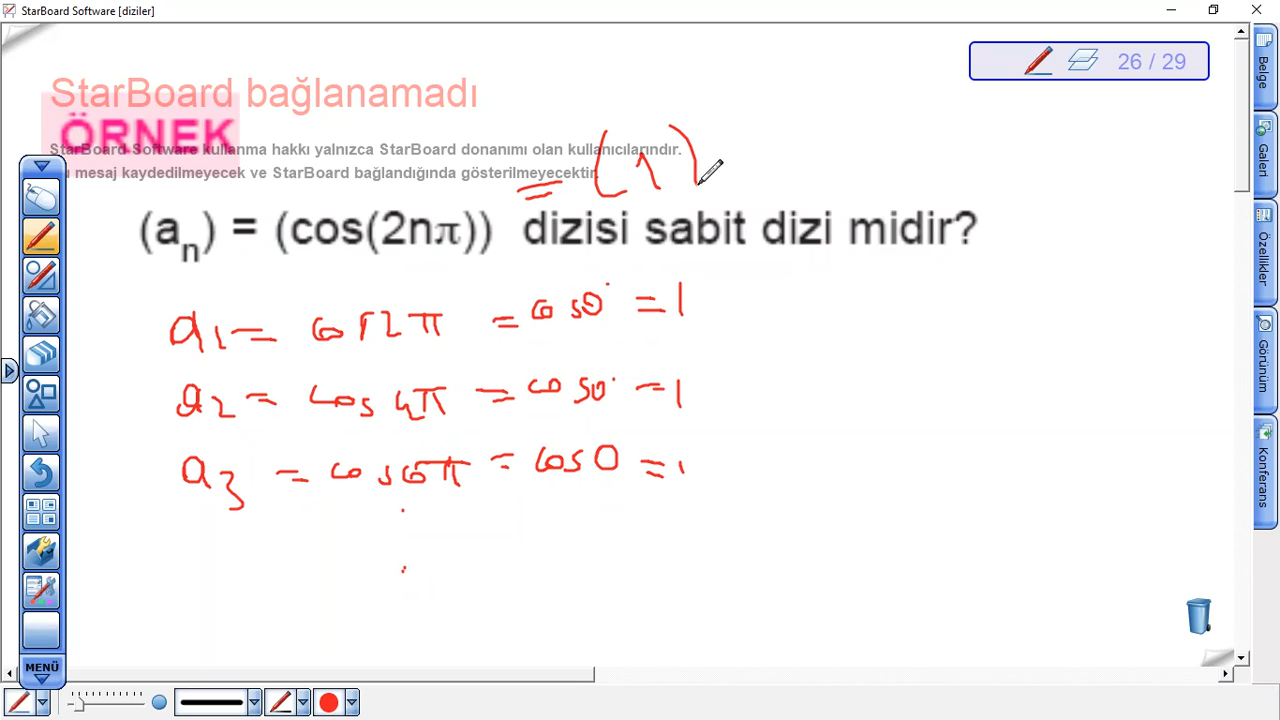 StarBoard Software [diziler]
26 / 29
StarBoard bağlanamadı
ÖRNEK
StarBoard Software kullanma hakkı yalnızca StarBoard donanımı olan kullanıcılarındır.
mesaj kaydedilmeyecek ve StarBoard bağlandığında gösterilmeyecektir.
= (1)
(aₙ) = (cos(2nπ)) dizisi sabit dizi midir?
a1 = cos2π = cos0° = 1
a2 = cos4π = cos0° = 1
a3 = cos6π = cos0 = 1
.
.
MENÜ
Belge
Galeri
Özellikler
Görünüm
Konferans